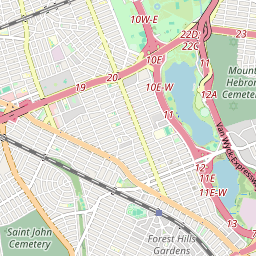 10W-E
22D
22C
23
10E
11
20
19
10E-W
12A
Mount
Hebron
Cemetery
11
Van Wyck Expressway
12
11E
11E-W
13
13
Saint John
Cemetery
Forest Hills
Gardens